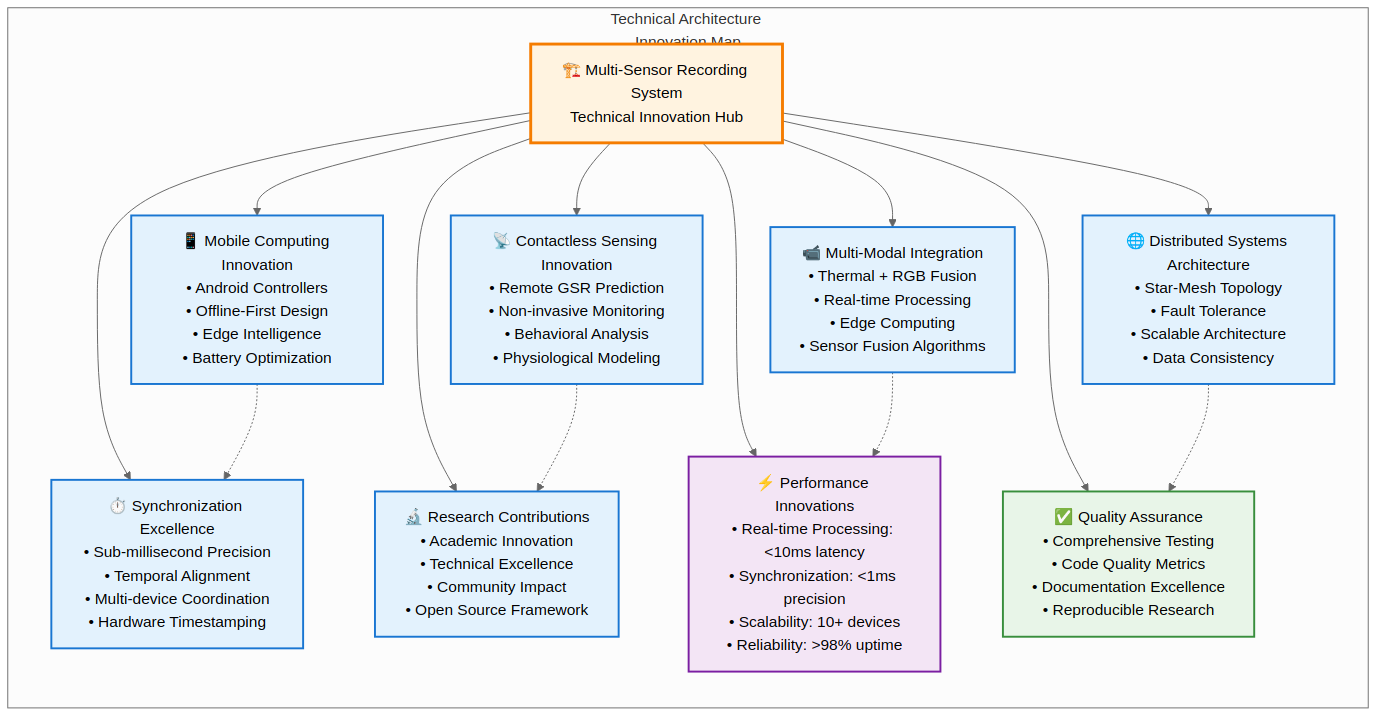 Technical Architecture
Innovation Map
🏗️ Multi-Sensor Recording
System
Technical Innovation Hub
📱 Mobile Computing
Innovation
• Android Controllers
• Offline-First Design
• Edge Intelligence
• Battery Optimization
📡 Contactless Sensing
Innovation
• Remote GSR Prediction
• Non-invasive Monitoring
• Behavioral Analysis
• Physiological Modeling
📹 Multi-Modal Integration
• Thermal + RGB Fusion
• Real-time Processing
• Edge Computing
• Sensor Fusion Algorithms
🌐 Distributed Systems
Architecture
• Star-Mesh Topology
• Fault Tolerance
• Scalable Architecture
• Data Consistency
⏱️ Synchronization
Excellence
• Sub-millisecond Precision
• Temporal Alignment
• Multi-device Coordination
• Hardware Timestamping
🔬 Research Contributions
• Academic Innovation
• Technical Excellence
• Community Impact
• Open Source Framework
⚡ Performance
Innovations
• Real-time Processing:
<10ms latency
• Synchronization: <1ms
precision
• Scalability: 10+ devices
• Reliability: >98% uptime
✅ Quality Assurance
• Comprehensive Testing
• Code Quality Metrics
• Documentation Excellence
• Reproducible Research